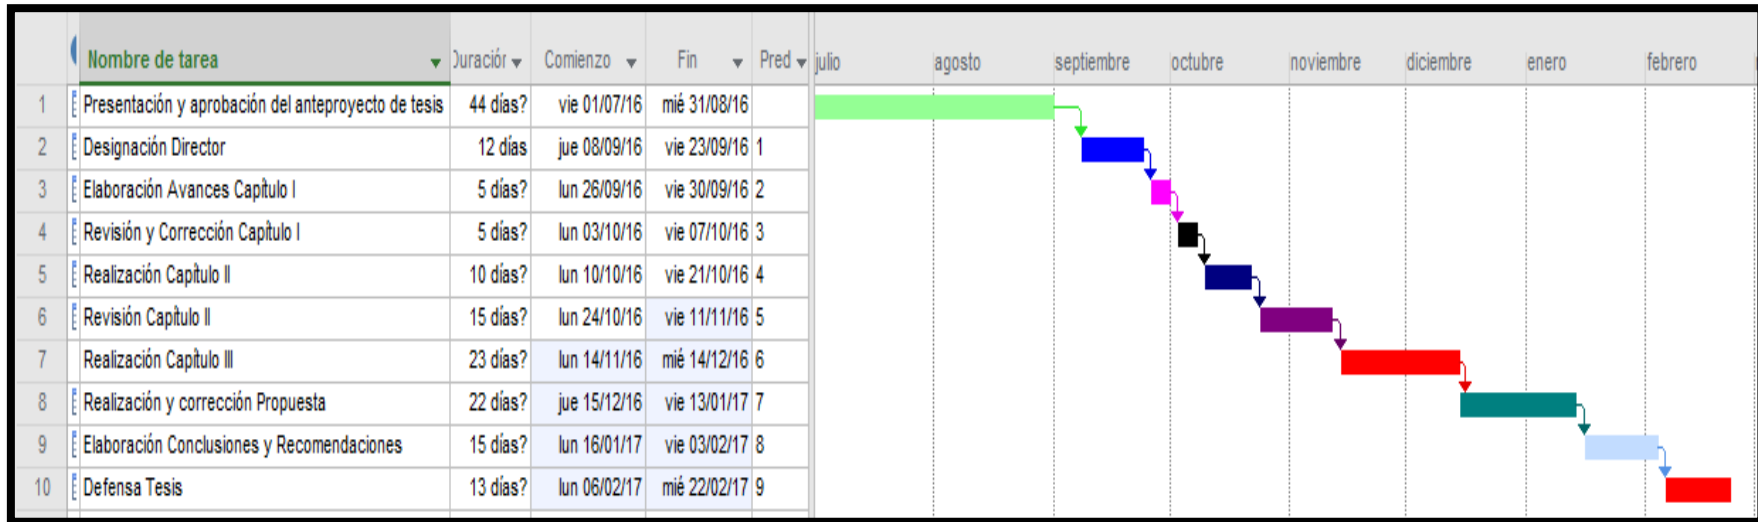 Nombre de tarea Duración Comienzo Fin Pred julio agosto septiembre octubre noviembre diciembre enero febrero
1 Presentación y aprobación del anteproyecto de tesis 44 días? vie 01/07/16 mié 31/08/16
2 Designación Director 12 días jue 08/09/16 vie 23/09/16 1
3 Elaboración Avances Capítulo I 5 días? lun 26/09/16 vie 30/09/16 2
4 Revisión y Corrección Capítulo I 5 días? lun 03/10/16 vie 07/10/16 3
5 Realización Capítulo II 10 días? lun 10/10/16 vie 21/10/16 4
6 Revisión Capítulo II 15 días? lun 24/10/16 vie 11/11/16 5
7 Realización Capítulo III 23 días? lun 14/11/16 mié 14/12/16 6
8 Realización y corrección Propuesta 22 días? jue 15/12/16 vie 13/01/17 7
9 Elaboración Conclusiones y Recomendaciones 15 días? lun 16/01/17 vie 03/02/17 8
10 Defensa Tesis 13 días? lun 06/02/17 mié 22/02/17 9